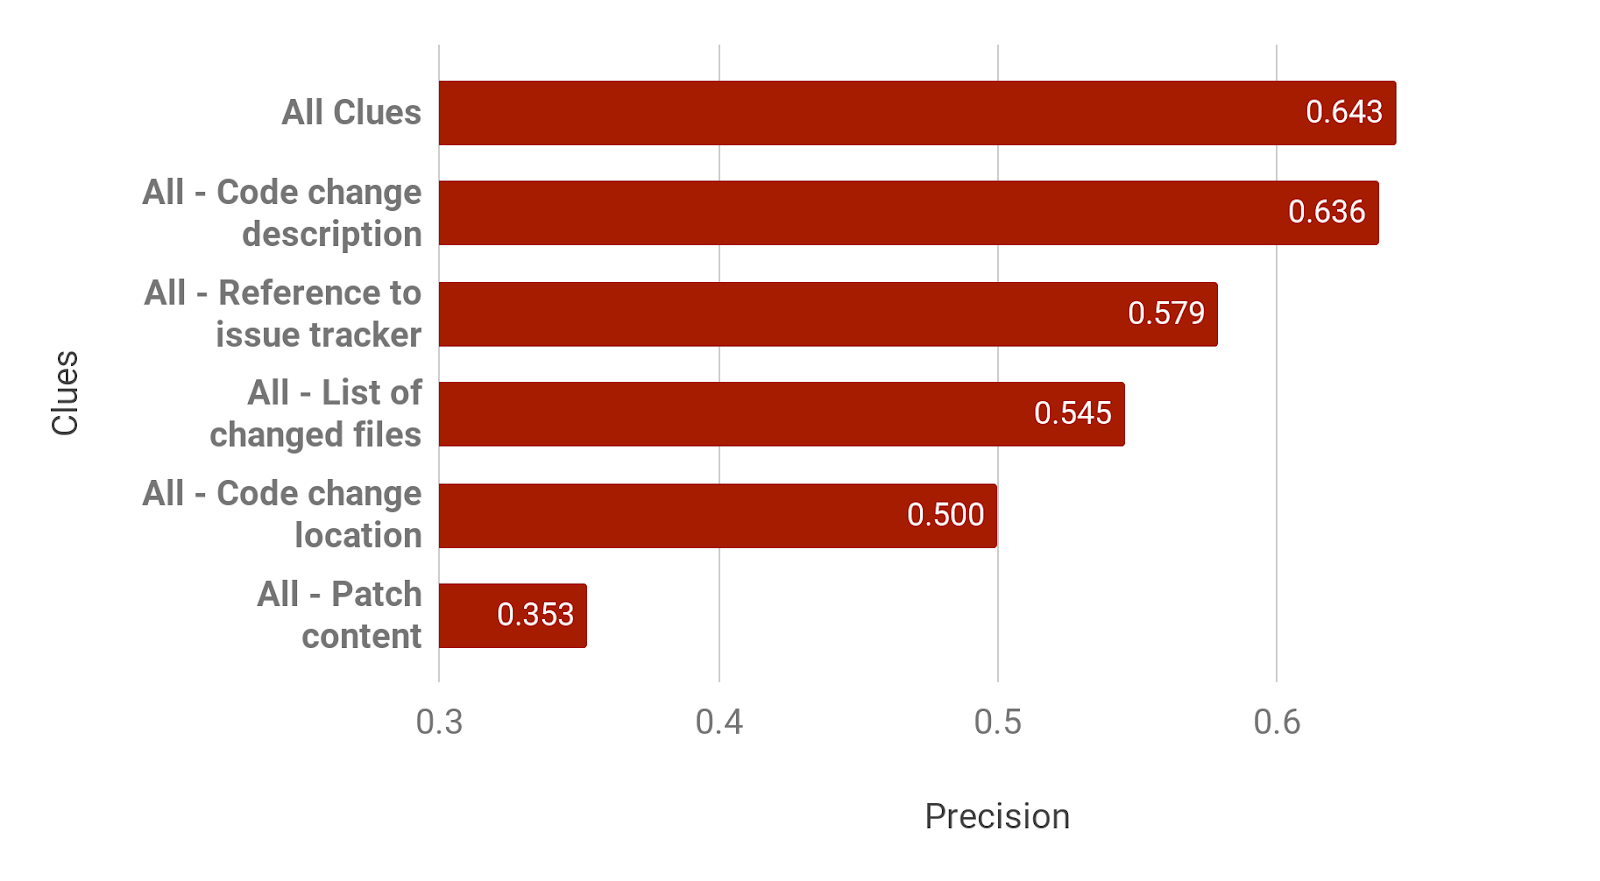 All Clues
0.643
All - Code change
description
0.636
All - Reference to
issue tracker
0.579
All - List of
changed files
0.545
All - Code change
location
0.500
All - Patch
content
0.353
Clues
0.3 0.4 0.5 0.6
Precision